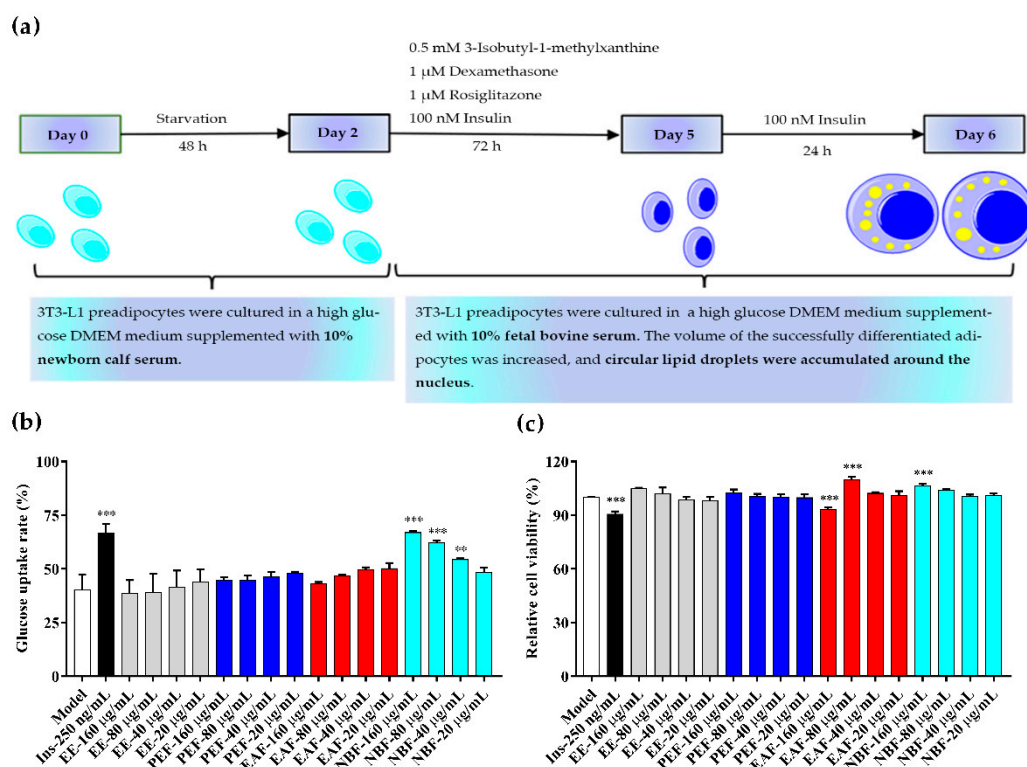 (a)
0.5 mM 3-Isobutyl-1-methylxanthine
1 μM Dexamethasone
1 μM Rosiglitazone
100 nM Insulin
72 h
Day 0
Starvation
48 h
Day 2
Day 5
100 nM Insulin
24 h
Day 6
3T3-L1 preadipocytes were cultured in a high glu-
cose DMEM medium supplemented with 10%
newborn calf serum.
3T3-L1 preadipocytes were cultured in a high glucose DMEM medium supplement-
ed with 10% fetal bovine serum. The volume of the successfully differentiated adi-
pocytes was increased, and circular lipid droplets were accumulated around the
nucleus.
(b)
Glucose uptake rate (%)
100
75
50
25
0
***
***
***
**
Model
Ins-250 ng/mL
EE-160 μg/mL
EE-80 μg/mL
EE-40 μg/mL
EE-20 μg/mL
PEF-160 μg/mL
PEF-80 μg/mL
PEF-40 μg/mL
PEF-20 μg/mL
EAF-160 μg/mL
EAF-80 μg/mL
EAF-40 μg/mL
EAF-20 μg/mL
NBF-160 μg/mL
NBF-80 μg/mL
NBF-40 μg/mL
NBF-20 μg/mL
(c)
Relative cell viability (%)
120
90
60
30
0
***
***
***
***
Model
Ins-250 ng/mL
EE-160 μg/mL
EE-80 μg/mL
EE-40 μg/mL
EE-20 μg/mL
PEF-160 μg/mL
PEF-80 μg/mL
PEF-40 μg/mL
PEF-20 μg/mL
EAF-160 μg/mL
EAF-80 μg/mL
EAF-40 μg/mL
EAF-20 μg/mL
NBF-160 μg/mL
NBF-80 μg/mL
NBF-40 μg/mL
NBF-20 μg/mL